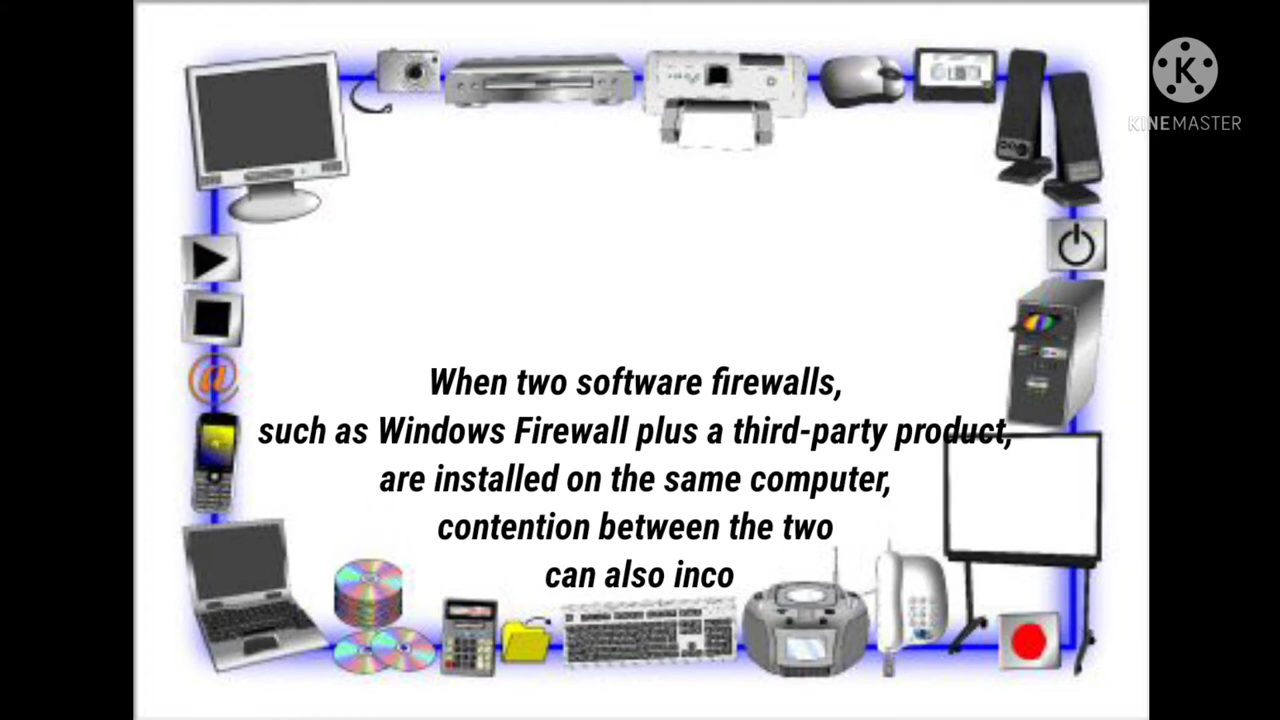 K
KINEMASTER
@
When two software firewalls,
such as Windows Firewall plus a third-party product,
are installed on the same computer,
contention between the two
can also inco